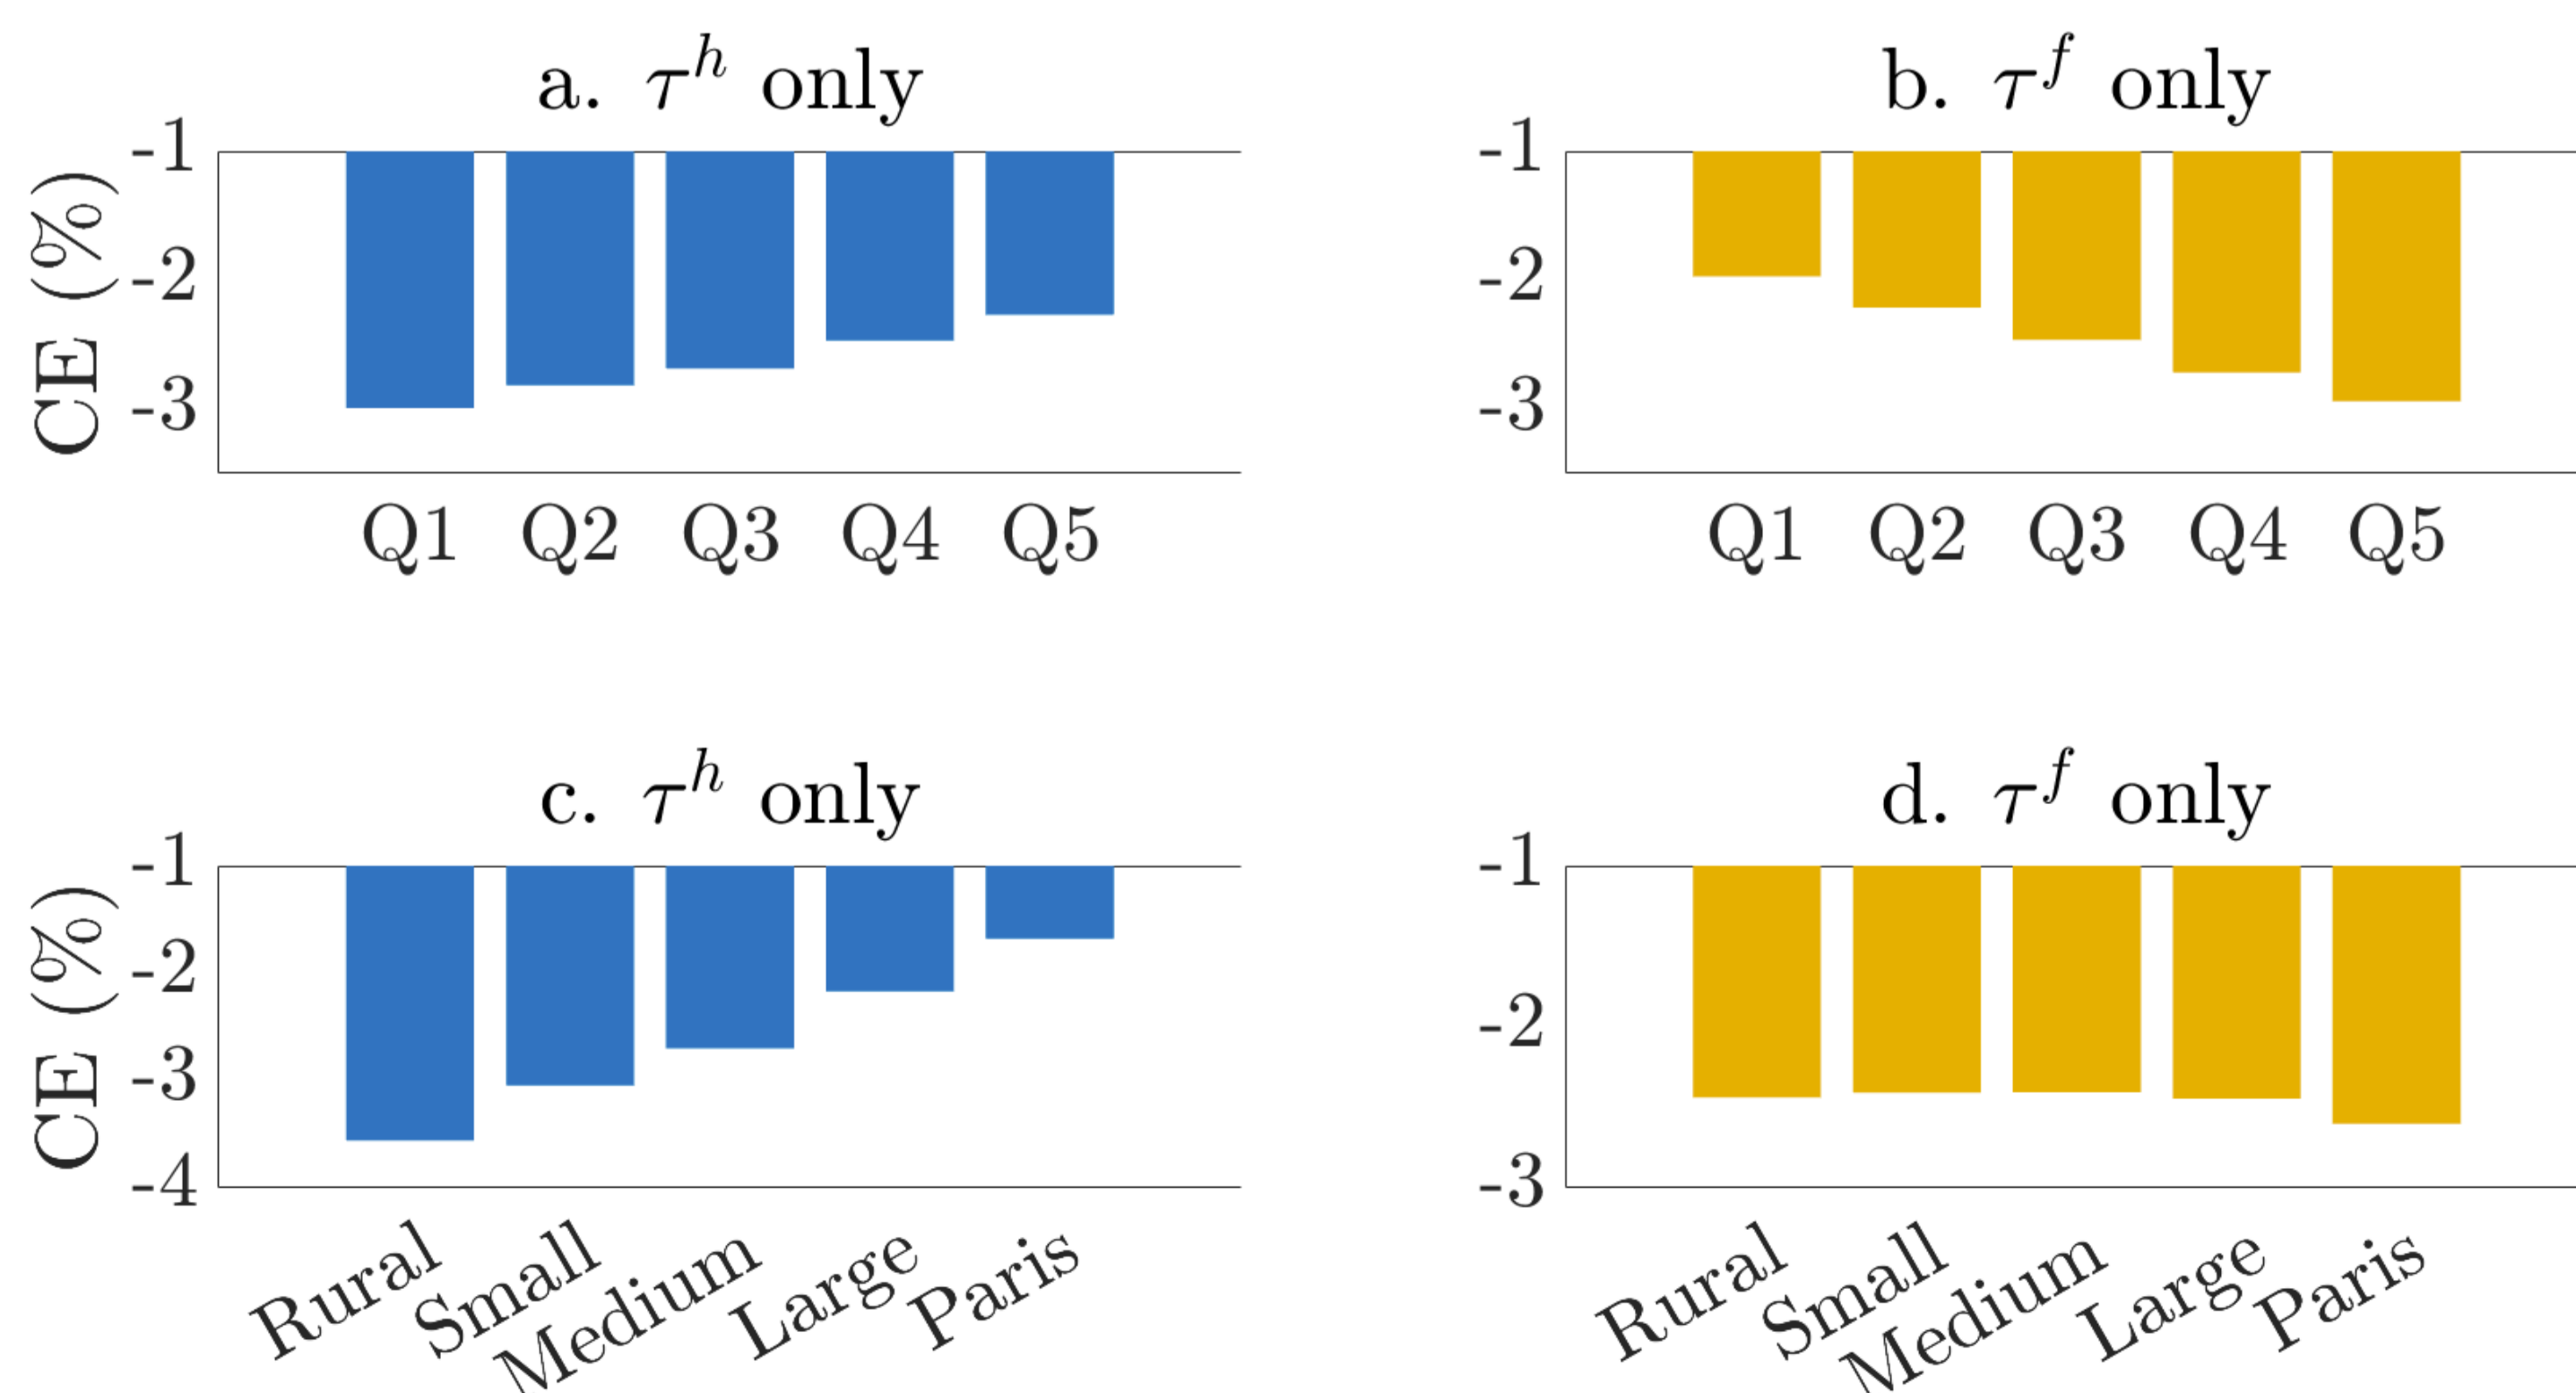 a. τ^h only
-1
-2
-3
CE (%)
Q1 Q2 Q3 Q4 Q5
b. τ^f only
-1
-2
-3
Q1 Q2 Q3 Q4 Q5
c. τ^h only
-1
-2
-3
-4
CE (%)
Rural Small Medium Large Paris
d. τ^f only
-1
-2
-3
Rural Small Medium Large Paris